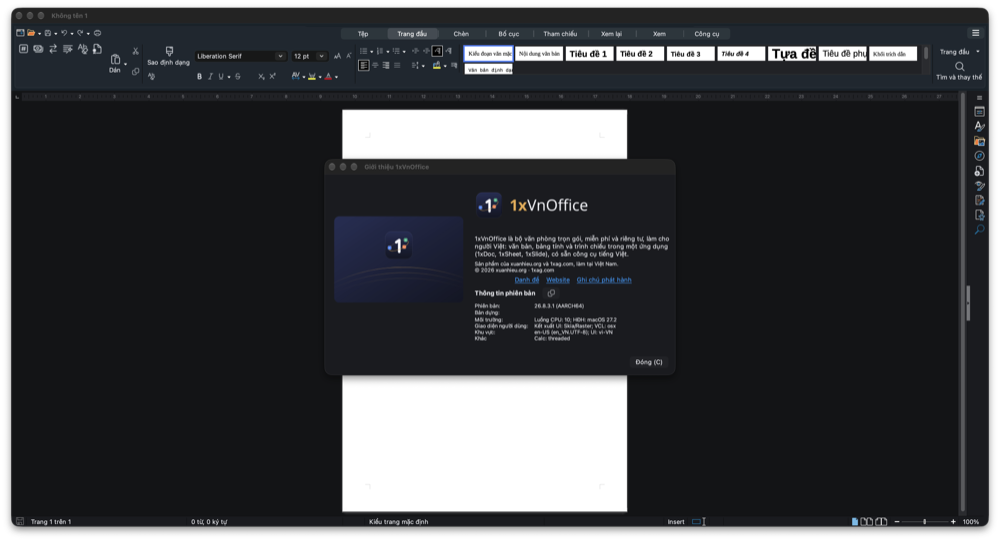 Không tên 1
Tệp
Trang đầu
Chèn
Bố cục
Tham chiếu
Xem lại
Xem
Công cụ
Dán
Sao định dạng
Liberation Serif
12 pt
Kiểu đoạn văn mặc
Nội dung văn bản
Tiêu đề 1
Tiêu đề 2
Tiêu đề 3
Tiêu đề 4
Tựa đề
Tiêu đề phụ
Khối trích dẫn
Văn bản định dạ
Trang đầu
Tìm và thay thế
Giới thiệu 1xVnOffice
1xVnOffice
1xVnOffice là bộ văn phòng trọn gói, miễn phí và riêng tư, làm cho
người Việt: văn bản, bảng tính và trình chiếu trong một ứng dụng
(1xDoc, 1xSheet, 1xSlide), có sẵn công cụ tiếng Việt.
Sản phẩm của xuanhieu.org và 1xag.com, làm tại Việt Nam.
© 2026 xuanhieu.org · 1xag.com
Danh đề Website Ghi chú phát hành
Thông tin phiên bản
Phiên bản: 26.8.3.1 (AARCH64)
Bản dựng:
Môi trường: Luồng CPU: 10; HĐH: macOS 27.2
Giao diện người dùng: Kết xuất UI: Skia/Raster; VCL: osx
Khu vực: en-US (en_VN.UTF-8); UI: vi-VN
Khác Calc: threaded
Đóng (C)
Trang 1 trên 1
0 từ, 0 ký tự
Kiểu trang mặc định
Insert
100%